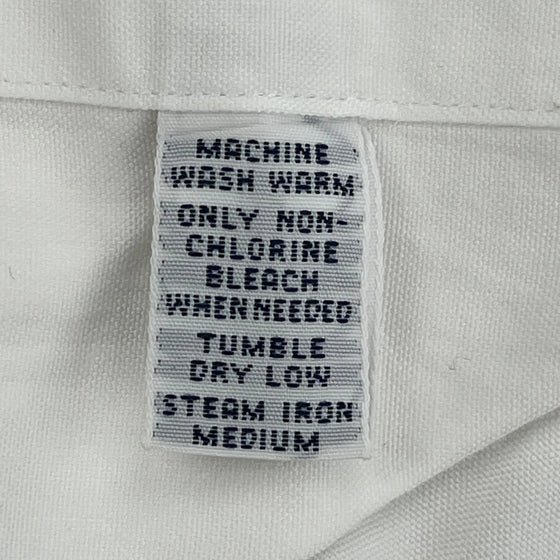 MACHINE
WASH WARM
ONLY NON-
CHLORINE
BLEACH
WHEN NEEDED
TUMBLE
DRY LOW
STEAM IRON
MEDIUM